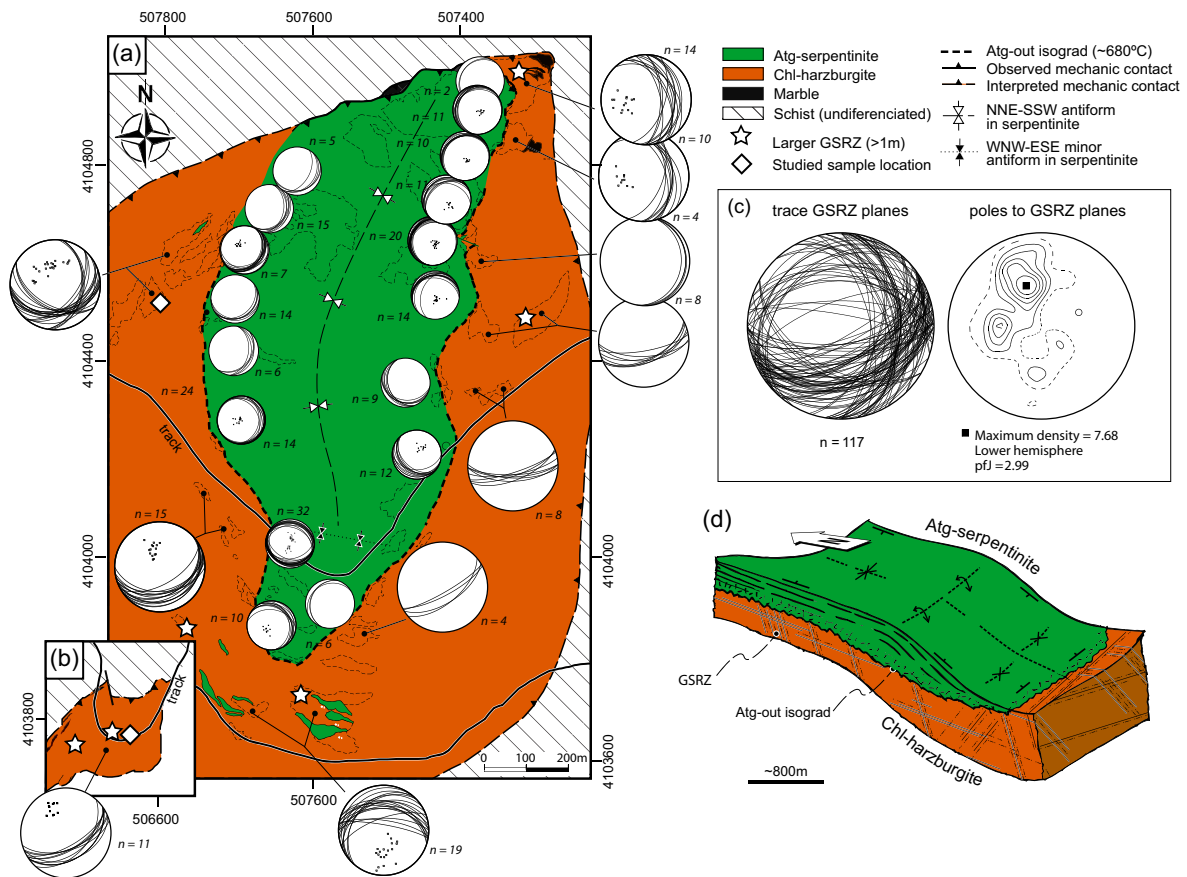 507800
507600
507400
(a)
N
n = 14
n = 2
n = 11
n = 10
n = 5
n = 10
4104800
n = 11
n = 15
n = 4
n = 20
n = 7
n = 8
n = 14
n = 14
4104400
4104400
n = 6
n = 24
n = 9
track
n = 14
n = 12
n = 8
n = 32
n = 15
4104000
4104000
n = 10
n = 6
n = 4
(b)
track
4103800
4103600
0 100 200m
506600
507600
n = 11
n = 19
Atg-serpentinite
Chl-harzburgite
Marble
Schist (undiferenciated)
Larger GSRZ (>1m)
Studied sample location
Atg-out isograd (~680ºC)
Observed mechanic contact
Interpreted mechanic contact
NNE-SSW antiform
in serpentinite
WNW-ESE minor
antiform in serpentinite
(c)
trace GSRZ planes
poles to GSRZ planes
n = 117
Maximum density = 7.68
Lower hemisphere
pfJ = 2.99
(d)
Atg-serpentinite
GSRZ
Atg-out isograd
Chl-harzburgite
~800m